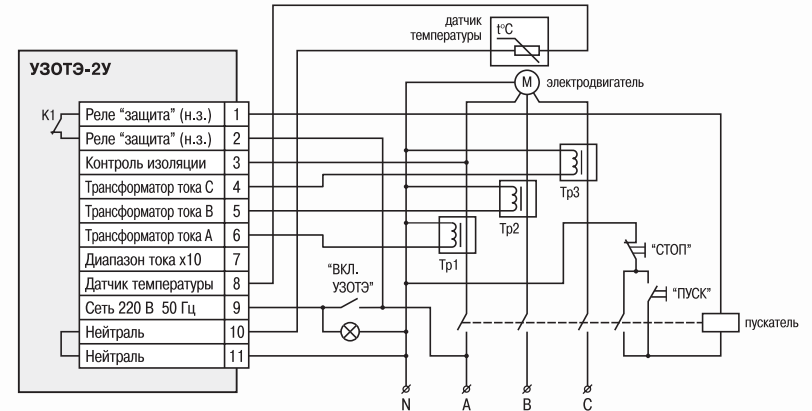 датчик
температуры
t°C
УЗОТЭ-2У
M
электродвигатель
K1
Реле “защита” (н.з.) 1
Реле “защита” (н.з.) 2
Контроль изоляции 3
Трансформатор тока С 4
Трансформатор тока В 5
Трансформатор тока А 6
Диапазон тока х10 7
Датчик температуры 8
Сеть 220 В 50 Гц 9
Нейтраль 10
Нейтраль 11
Тр3
Тр2
Тр1
“ВКЛ.
УЗОТЭ”
“СТОП”
“ПУСК”
пускатель
N A B C